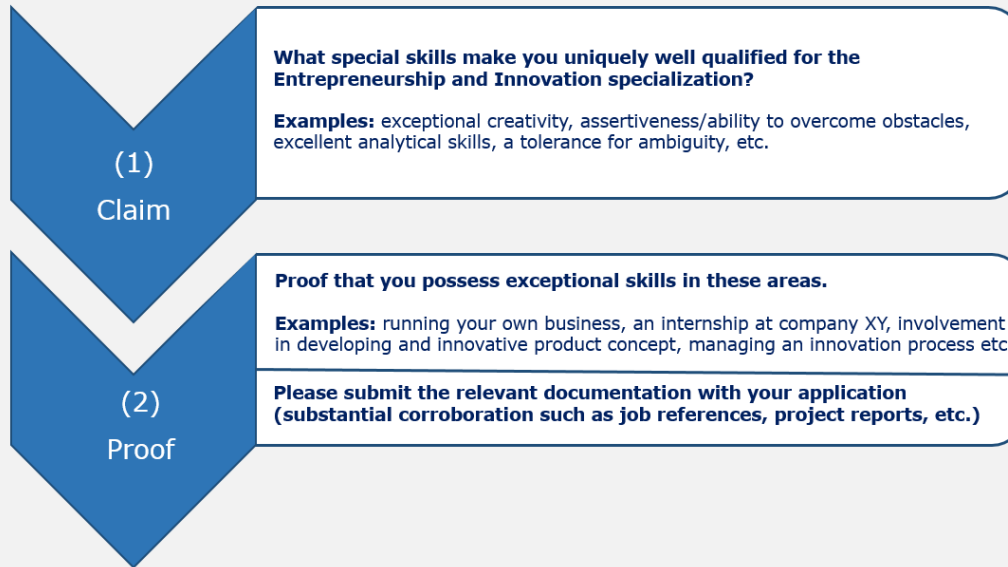 (1)
Claim
What special skills make you uniquely well qualified for the
Entrepreneurship and Innovation specialization?
Examples: exceptional creativity, assertiveness/ability to overcome obstacles,
excellent analytical skills, a tolerance for ambiguity, etc.
(2)
Proof
Proof that you possess exceptional skills in these areas.
Examples: running your own business, an internship at company XY, involvement
in developing and innovative product concept, managing an innovation process etc
Please submit the relevant documentation with your application
(substantial corroboration such as job references, project reports, etc.)